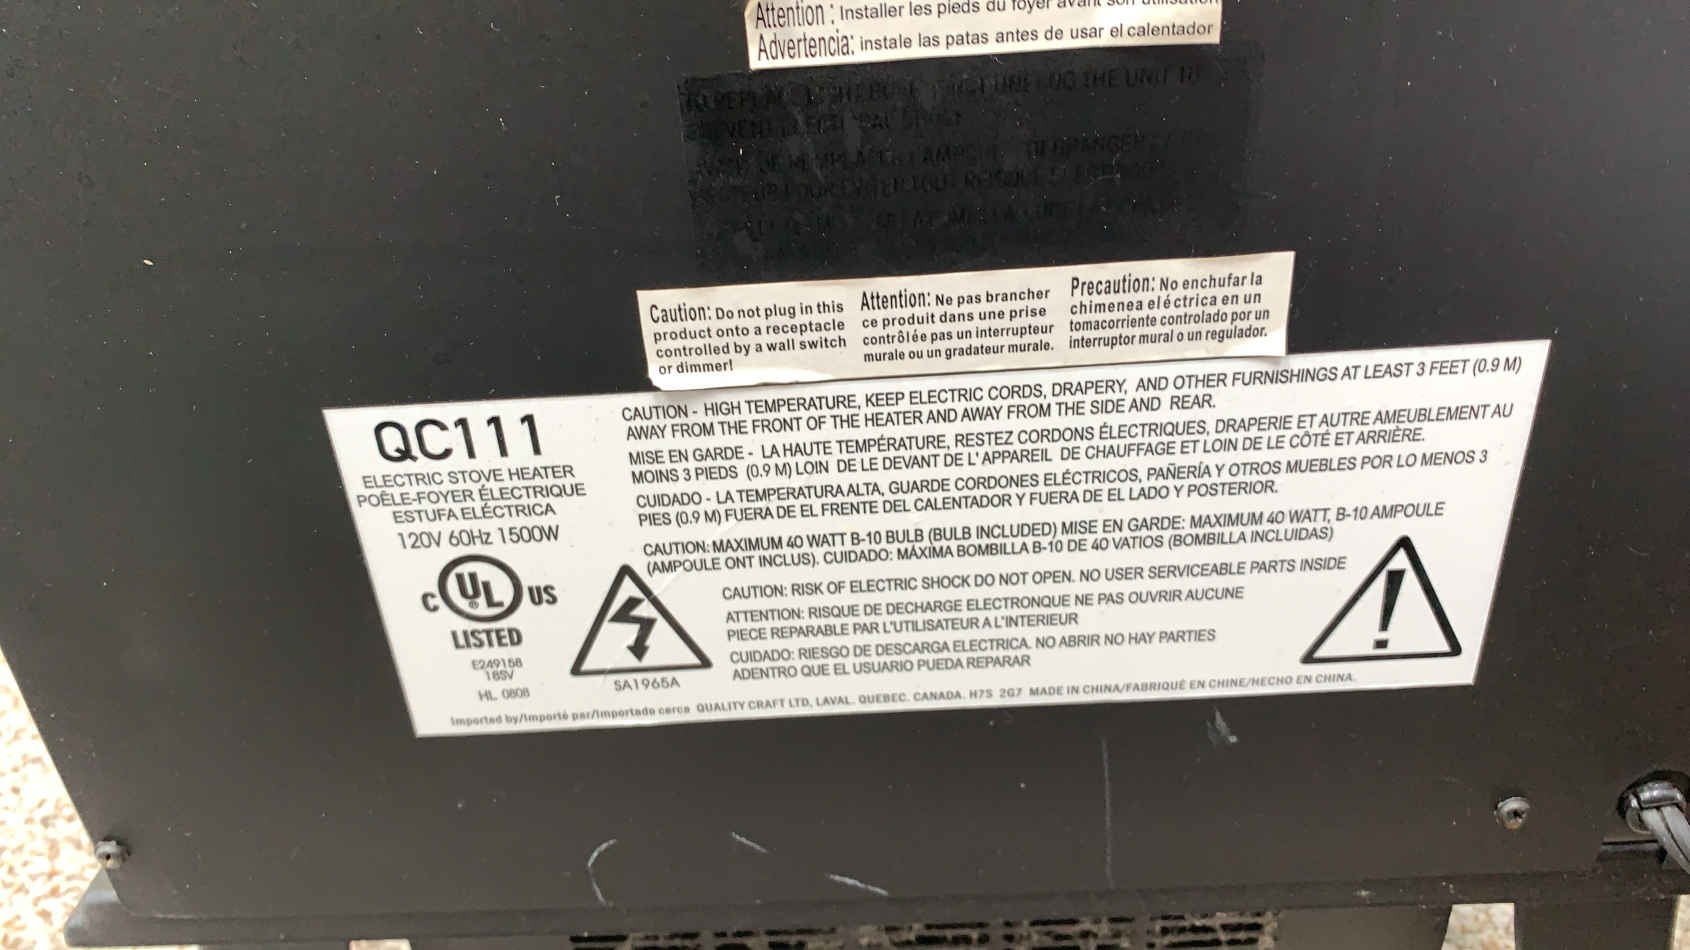 Attention : Installer les pieds du foyer avant son utilisation
Advertencia: instale las patas antes de usar el calentador
THE UNIT
Caution: Do not plug in this
product onto a receptacle
controlled by a wall switch
or dimmer!
Attention: Ne pas brancher
ce produit dans une prise
contrôlée pas un interrupteur
murale ou un gradateur murale.
Precaution: No enchufar la
chimenea eléctrica en un
tomacorriente controlado por un
interruptor mural o un regulador.
QC111
ELECTRIC STOVE HEATER
POÊLE-FOYER ÉLECTRIQUE
ESTUFA ELÉCTRICA
120V 60Hz 1500W
C UL ® US
LISTED
E249158
18SV
HL 0808
CAUTION - HIGH TEMPERATURE, KEEP ELECTRIC CORDS, DRAPERY, AND OTHER FURNISHINGS AT LEAST 3 FEET (0.9 M)
AWAY FROM THE FRONT OF THE HEATER AND AWAY FROM THE SIDE AND REAR.
MISE EN GARDE - LA HAUTE TEMPÉRATURE, RESTEZ CORDONS ÉLECTRIQUES, DRAPERIE ET AUTRE AMEUBLEMENT AU
MOINS 3 PIEDS (0.9 M) LOIN DE LE DEVANT DE L'APPAREIL DE CHAUFFAGE ET LOIN DE LE CÔTÉ ET ARRIÈRE.
CUIDADO - LA TEMPERATURA ALTA, GUARDE CORDONES ELÉCTRICOS, PAÑERÍA Y OTROS MUEBLES POR LO MENOS 3
PIES (0.9 M) FUERA DE EL FRENTE DEL CALENTADOR Y FUERA DE EL LADO Y POSTERIOR.
CAUTION: MAXIMUM 40 WATT B-10 BULB (BULB INCLUDED) MISE EN GARDE: MAXIMUM 40 WATT, B-10 AMPOULE
(AMPOULE ONT INCLUS). CUIDADO: MÁXIMA BOMBILLA B-10 DE 40 VATIOS (BOMBILLA INCLUIDAS)
CAUTION: RISK OF ELECTRIC SHOCK DO NOT OPEN. NO USER SERVICEABLE PARTS INSIDE
ATTENTION: RISQUE DE DECHARGE ELECTRONQUE NE PAS OUVRIR AUCUNE
PIECE REPARABLE PAR L'UTILISATEUR A L'INTERIEUR
CUIDADO: RIESGO DE DESCARGA ELECTRICA. NO ABRIR NO HAY PARTIES
ADENTRO QUE EL USUARIO PUEDA REPARAR
SA1965A
Imported by/Importé par/Importado cerca QUALITY CRAFT LTD, LAVAL. QUEBEC. CANADA. H7S 2G7 MADE IN CHINA/FABRIQUÉ EN CHINE/HECHO EN CHINA.